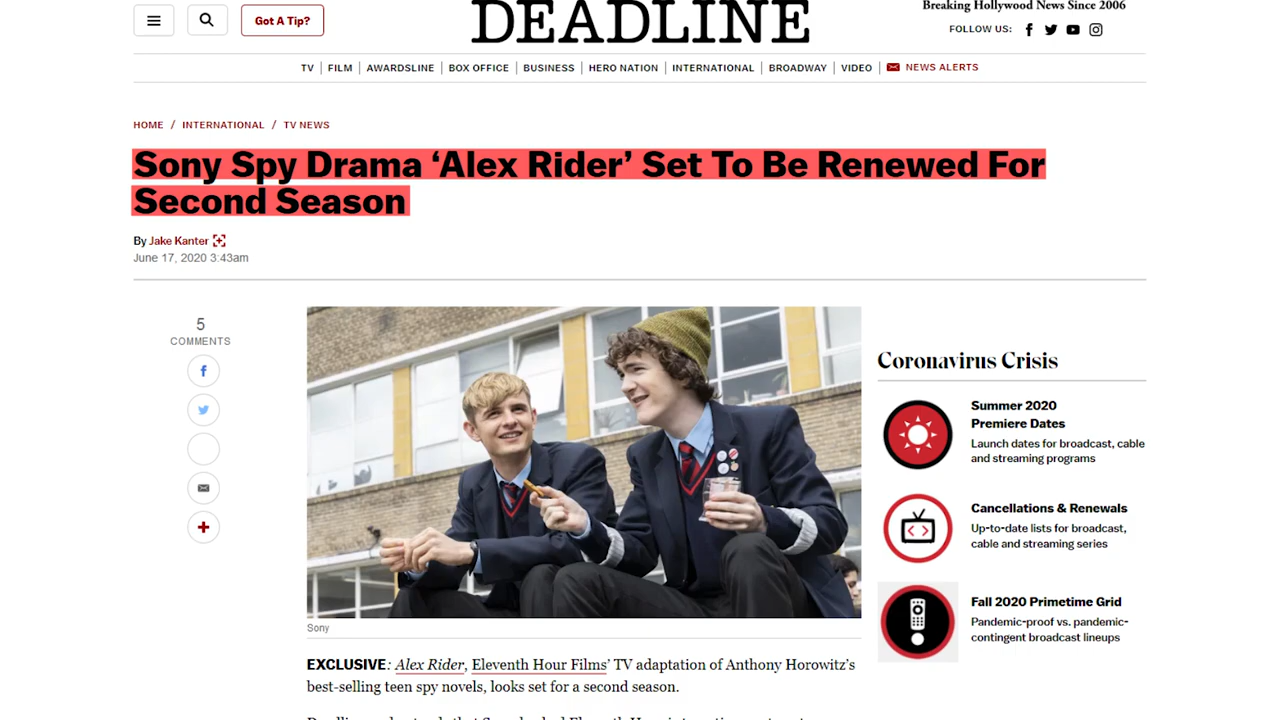 Got A Tip?
DEADLINE
Breaking Hollywood News Since 2006
FOLLOW US:
TV | FILM | AWARDSLINE | BOX OFFICE | BUSINESS | HERO NATION | INTERNATIONAL | BROADWAY | VIDEO | NEWS ALERTS
HOME / INTERNATIONAL / TV NEWS
Sony Spy Drama ‘Alex Rider’ Set To Be Renewed For
Second Season
By Jake Kanter
June 17, 2020 3:43am
5
COMMENTS
Sony
EXCLUSIVE: Alex Rider, Eleventh Hour Films’ TV adaptation of Anthony Horowitz’s
best-selling teen spy novels, looks set for a second season.
Coronavirus Crisis
Summer 2020
Premiere Dates
Launch dates for broadcast, cable
and streaming programs
Cancellations & Renewals
Up-to-date lists for broadcast,
cable and streaming series
Fall 2020 Primetime Grid
Pandemic-proof vs. pandemic-
contingent broadcast lineups